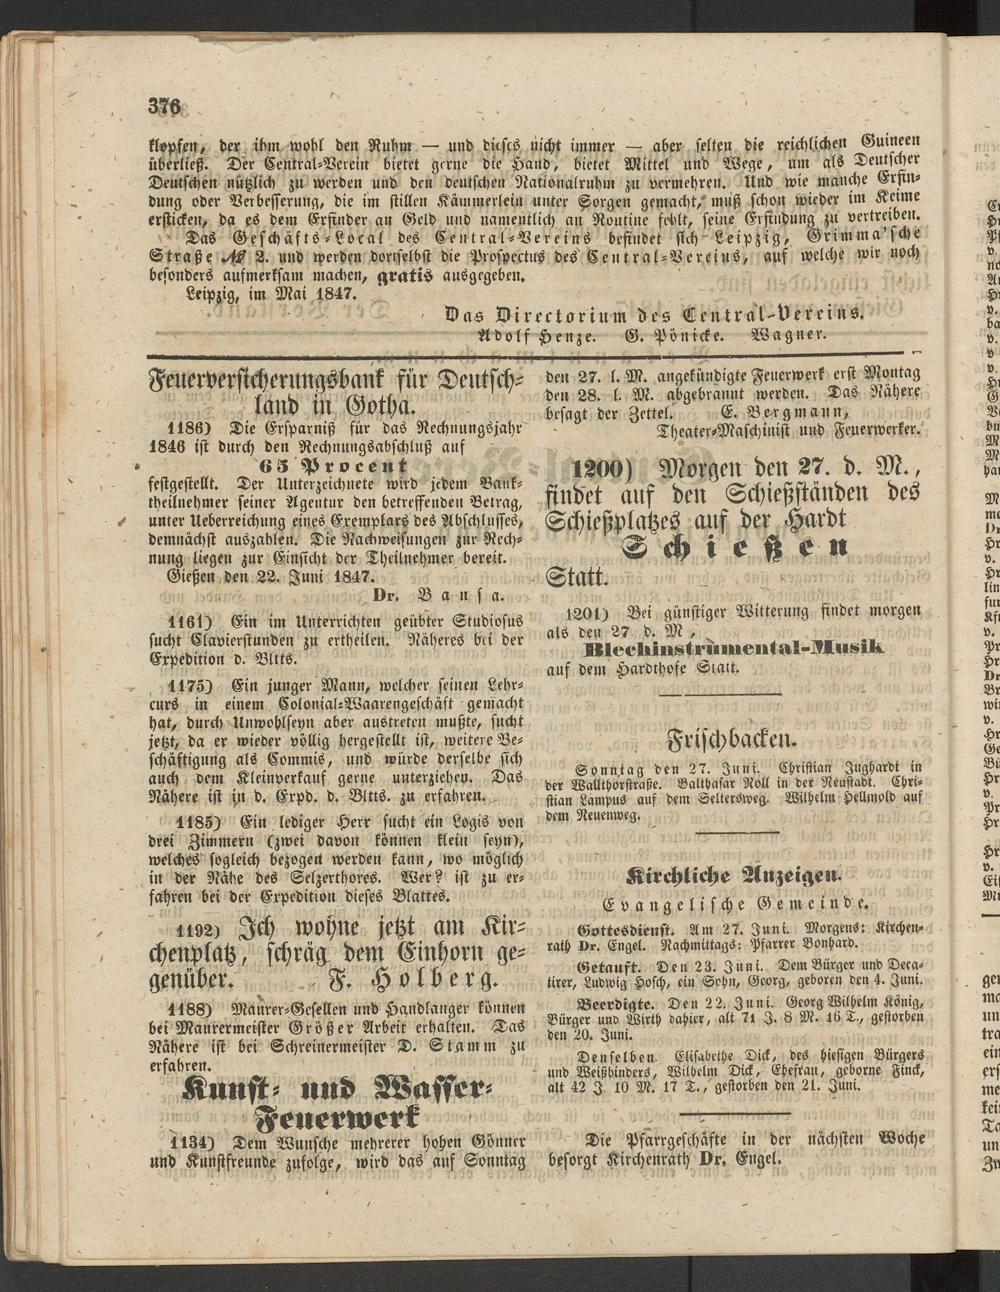 376
klopfen, der ihm wohl den Ruhm — und dieses nicht immer — aber selten die reichlichen Guineen
überließ. Der Central-Verein bietet gerne die Hand, bietet Mittel und Wege, um als Deutscher
Deutschen nützlich zu werden und den deutschen Nationalruhm zu vermehren. Und wie manche Erfin-
dung oder Verbesserung, die im stillen Kämmerlein unter Sorgen gemacht, muß schon wieder im Keime
ersticken, da es dem Erfinder an Geld und namentlich an Routine fehlt, seine Erfindung zu vertreiben.
Das Geschäfts-Local des Central-Vereins befindet sich Leipzig, Grimma'sche
Straße № 2. und werden dortselbst die Prospectus des Central-Vereins, auf welche wir noch
besonders aufmerksam machen, gratis ausgegeben.
Leipzig, im Mai 1847.
Das Directorium des Central-Vereins.
Adolf Henze. G. Pönicke. Wagner.
Feuerversicherungsbank für Deutsch-
land in Gotha.
1186) Die Ersparniß für das Rechnungsjahr
1846 ist durch den Rechnungsabschluß auf
65 Procent
festgestellt. Der Unterzeichnete wird jedem Bank-
theilnehmer seiner Agentur den betreffenden Betrag,
unter Ueberreichung eines Exemplars des Abschlusses,
demnächst auszahlen. Die Nachweisungen zur Rech-
nung liegen zur Einsicht der Theilnehmer bereit.
Gießen den 22. Juni 1847.
Dr. Bansa.
1161) Ein im Unterrichten geübter Studiosus
sucht Clavierstunden zu ertheilen. Näheres bei der
Expedition d. Bltts.
1175) Ein junger Mann, welcher seinen Lehr-
curs in einem Colonial-Waarengeschäft gemacht
hat, durch Unwohlseyn aber austreten mußte, sucht
jetzt, da er wieder völlig hergestellt ist, weitere Be-
schäftigung als Commis, und würde derselbe sich
auch dem Kleinverkauf gerne unterziehen. Das
Nähere ist in d. Expd. d. Bltts. zu erfahren.
1185) Ein lediger Herr sucht ein Logis von
drei Zimmern (zwei davon können klein seyn),
welches sogleich bezogen werden kann, wo möglich
in der Nähe des Selzerthores. Wer? ist zu er-
fahren bei der Expedition dieses Blattes.
1192) Ich wohne jetzt am Kir-
chenplatz, schräg dem Einhorn ge-
genüber. F. Holberg.
1188) Maurer-Gesellen und Handlanger können
bei Maurermeister Größer Arbeit erhalten. Das
Nähere ist bei Schreinermeister D. Stamm zu
erfahren.
Kunst- und Wasser-
Feuerwerk
1134) Dem Wunsche mehrerer hohen Gönner
und Kunstfreunde zufolge, wird das auf Sonntag
den 27. l. M. angekündigte Feuerwerk erst Montag
den 28. l. M. abgebrannt werden. Das Nähere
besagt der Zettel. E. Bergmann,
Theater-Maschinist und Feuerwerker.
1200) Morgen den 27. d. M.,
findet auf den Schießständen des
Schießplatzes auf der Hardt
Schießen
Statt.
1201) Bei günstiger Witterung findet morgen
als den 27 d. M,
Blechinstrumental-Musik
auf dem Hardthofe Statt.
Frischbacken.
Sonntag den 27. Juni. Christian Jughardt in
der Wallthorstraße. Balthasar Noll in der Neustadt. Chri-
stian Lampus auf dem Seltersweg. Wilhelm Hellmold auf
dem Neuenweg.
Kirchliche Anzeigen.
Evangelische Gemeinde.
Gottesdienst. Am 27. Juni. Morgens: Kirchen-
rath Dr. Engel. Nachmittags: Pfarrer Bonhard.
Getauft. Den 23. Juni. Dem Bürger und Deca-
tirer, Ludwig Hosch, ein Sohn, Georg, geboren den 4. Juni.
Beerdigte. Den 22. Juni. Georg Wilhelm König,
Bürger und Wirth dahier, alt 71 J. 8 M. 16 T., gestorben
den 20. Juni.
Denselben. Elisabethe Dick, des hiesigen Bürgers
und Weißbinders, Wilhelm Dick, Ehefrau, geborne Finck,
alt 42 J. 10 M. 17 T., gestorben den 21. Juni.
Die Pfarrgeschäfte in der nächsten Woche
besorgt Kirchenrath Dr. Engel.